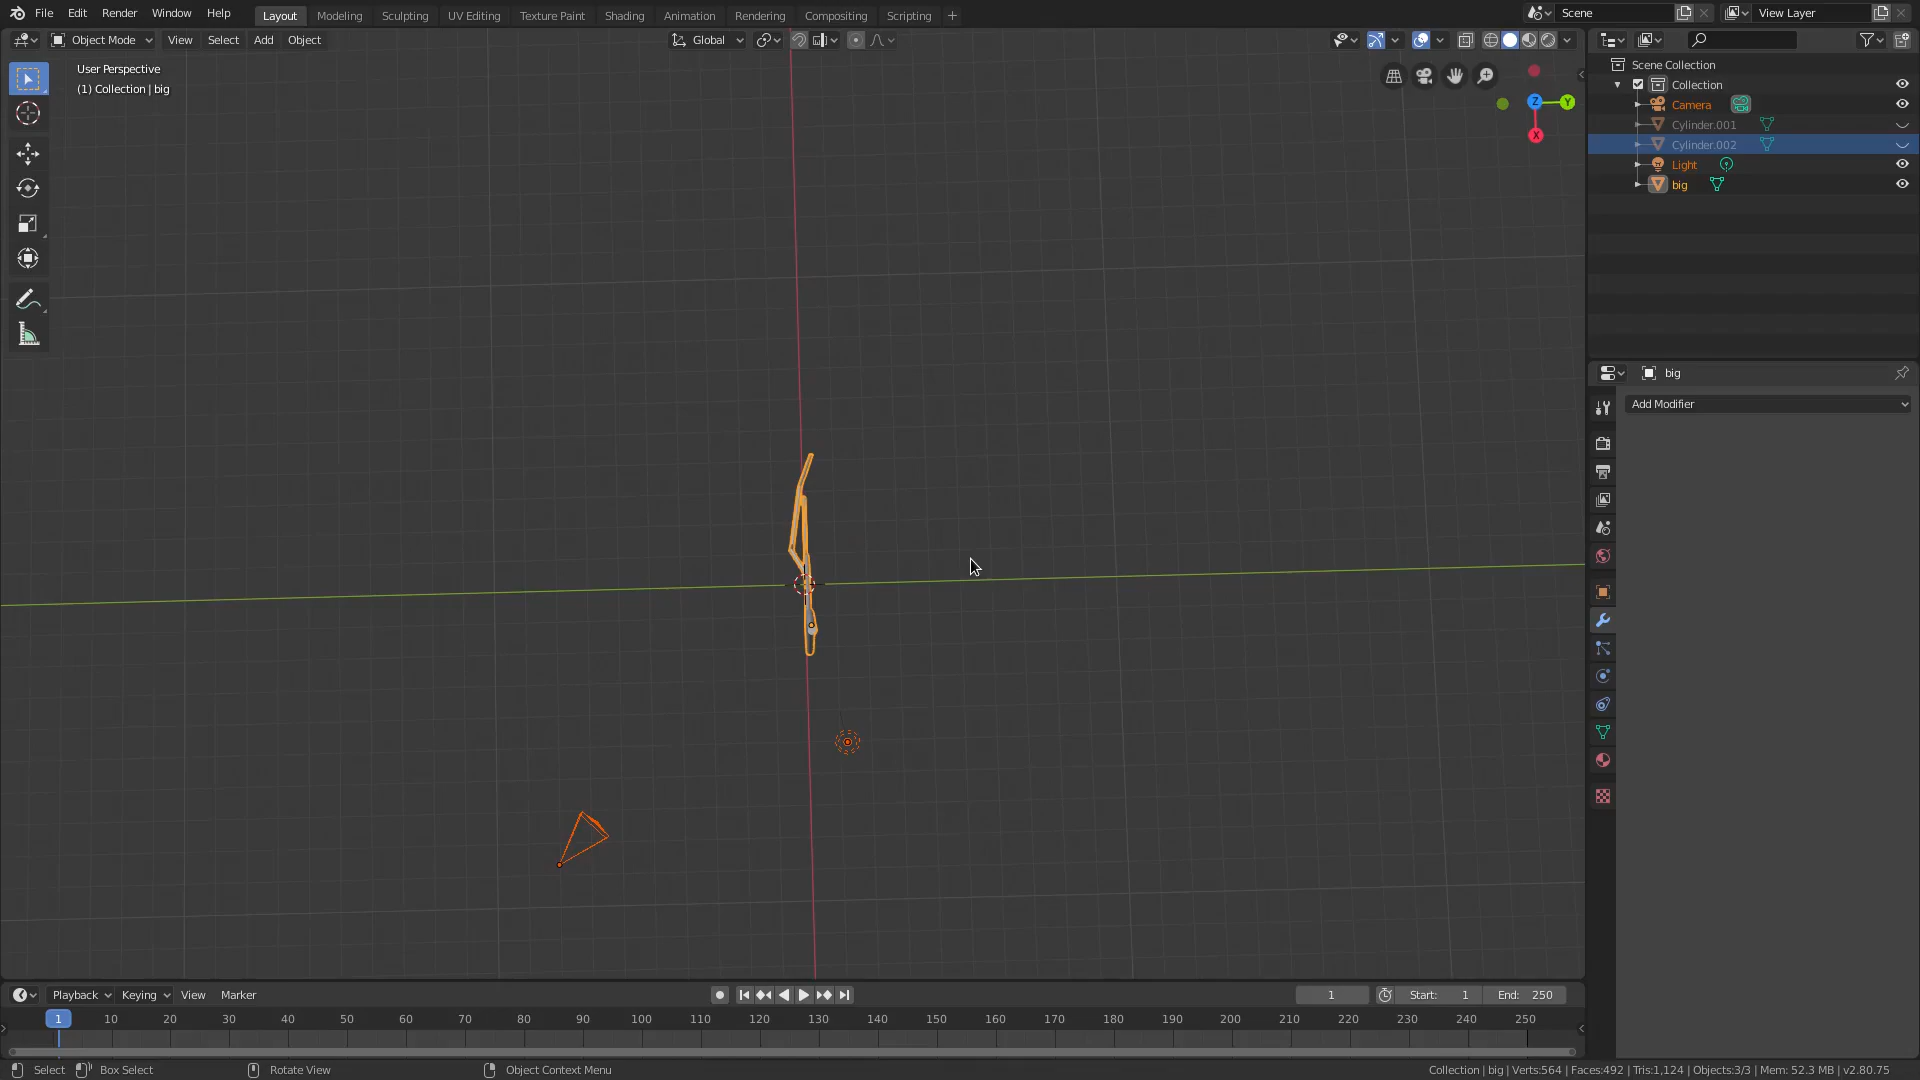 File Edit Render Window Help Layout Modeling Sculpting UV Editing Texture Paint Shading Animation Rendering Compositing Scripting + Scene View Layer
Object Mode View Select Add Object Global
User Perspective
(1) Collection | big
Z Y
X
Scene Collection
Collection
Camera
Cylinder.001
Cylinder.002
Light
big
big
Add Modifier
Playback Keying View Marker 1 Start: 1 End: 250
1 10 20 30 40 50 60 70 80 90 100 110 120 130 140 150 160 170 180 190 200 210 220 230 240 250
Select Box Select Rotate View Object Context Menu Collection | big | Verts:564 | Faces:492 | Tris:1,124 | Objects:3/3 | Mem: 52.3 MB | v2.80.75